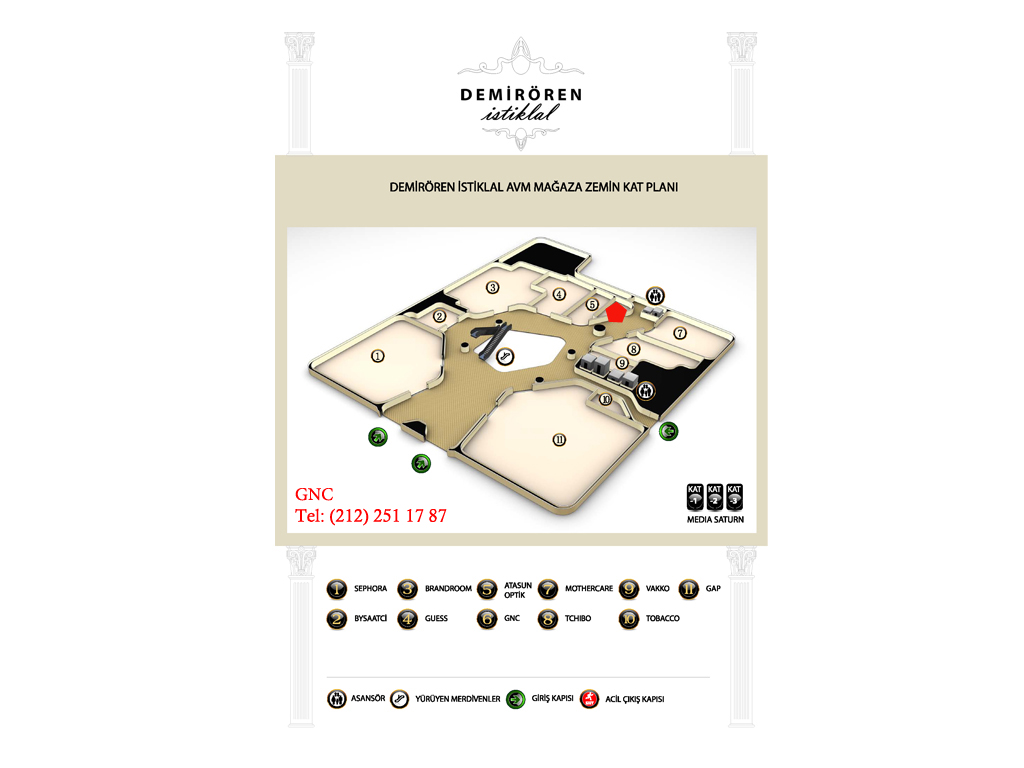 DEMİRÖREN
istiklal
DEMİRÖREN İSTİKLAL AVM MAĞAZA ZEMİN KAT PLANI
1
2
3
4
5
7
8
9
10
11
GNC
Tel: (212) 251 11 87
KAT -1 KAT -2 KAT -3
MEDIA SATURN
1 SEPHORA 3 BRANDROOM 5 ATASUN OPTİK 7 MOTHERCARE 9 VAKKO 11 GAP
2 BYSAATCİ 4 GUESS 6 GNC 8 TCHIBO 10 TOBACCO
ASANSÖR YÜRÜYEN MERDİVENLER GİRİŞ KAPISI ACİL ÇIKIŞ KAPISI